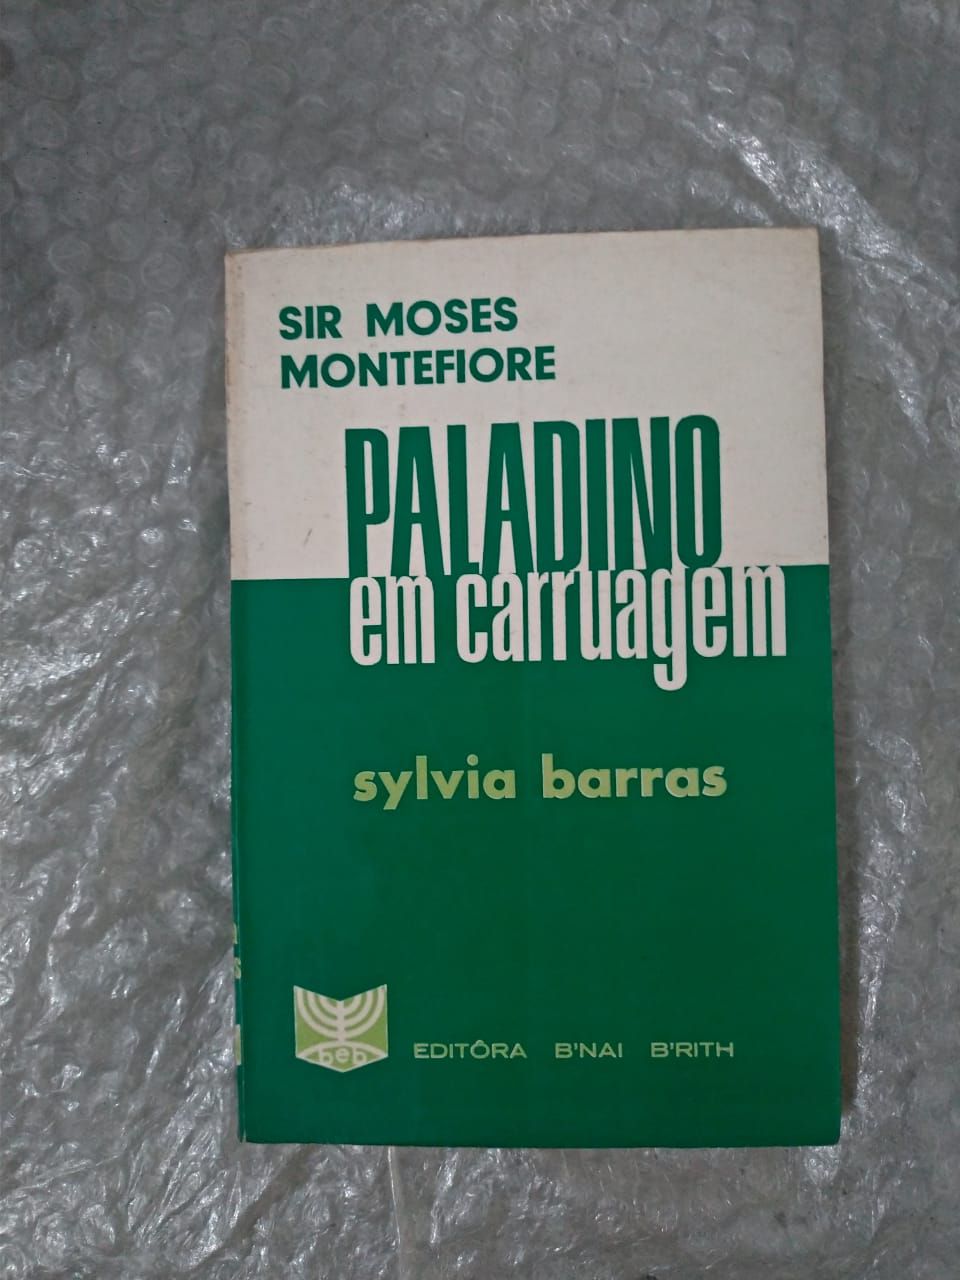 SIR MOSES
MONTEFIORE
PALADINO
em carruagem
sylvia barras
beb
EDITÔRA B'NAI B'RITH